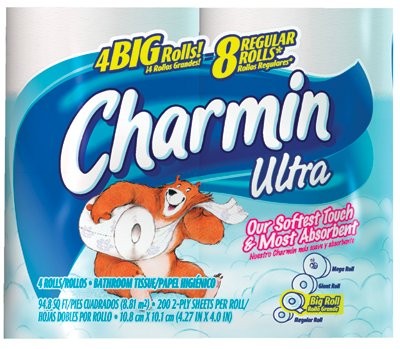 4 BIG Rolls! 8 REGULAR ROLLS*
¡4 Rollos Grandes! Rollos Regulares*
Charmin
Ultra
Our Softest Touch
& Most Absorbent
Nuestro Charmin más suave y absorbente
4 ROLLS/ROLLOS • BATHROOM TISSUE/PAPEL HIGIÉNICO
94.8 SQ FT/PIES CUADRADOS (8.81 m²) • 200 2-PLY SHEETS PER ROLL/
HOJAS DOBLES POR ROLLO • 10.8 cm X 10.1 cm (4.27 IN X 4.0 IN)
Mega Roll
Giant Roll
Big Roll
Rollo Grande
Regular Roll